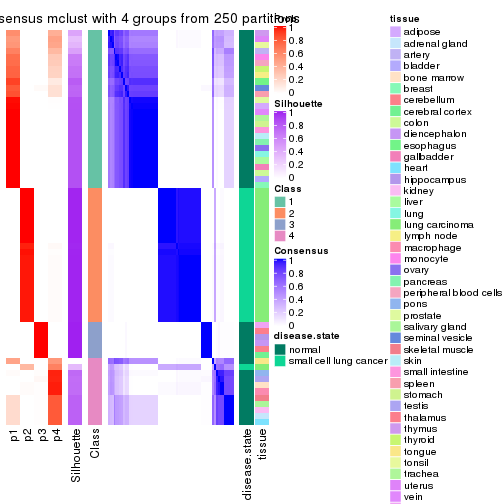 sensus mclust with 4 groups from 250 partitions
p1
p2
p3
p4
Silhouette
Class
disease.state
tissue
1
0.8
0.6
0.4
0.2
0
Silhouette
1
0.8
0.6
0.4
0.2
0
Class
1
2
3
4
Consensus
1
0.8
0.6
0.4
0.2
0
disease.state
normal
small cell lung cancer
tissue
adipose
adrenal gland
artery
bladder
bone marrow
breast
cerebellum
cerebral cortex
colon
diencephalon
esophagus
gallbadder
heart
hippocampus
kidney
liver
lung
lung carcinoma
lymph node
macrophage
monocyte
ovary
pancreas
peripheral blood cells
pons
prostate
salivary gland
seminal vesicle
skeletal muscle
skin
small intestine
spleen
stomach
testis
thalamus
thymus
thyroid
tongue
tonsil
trachea
uterus
vein